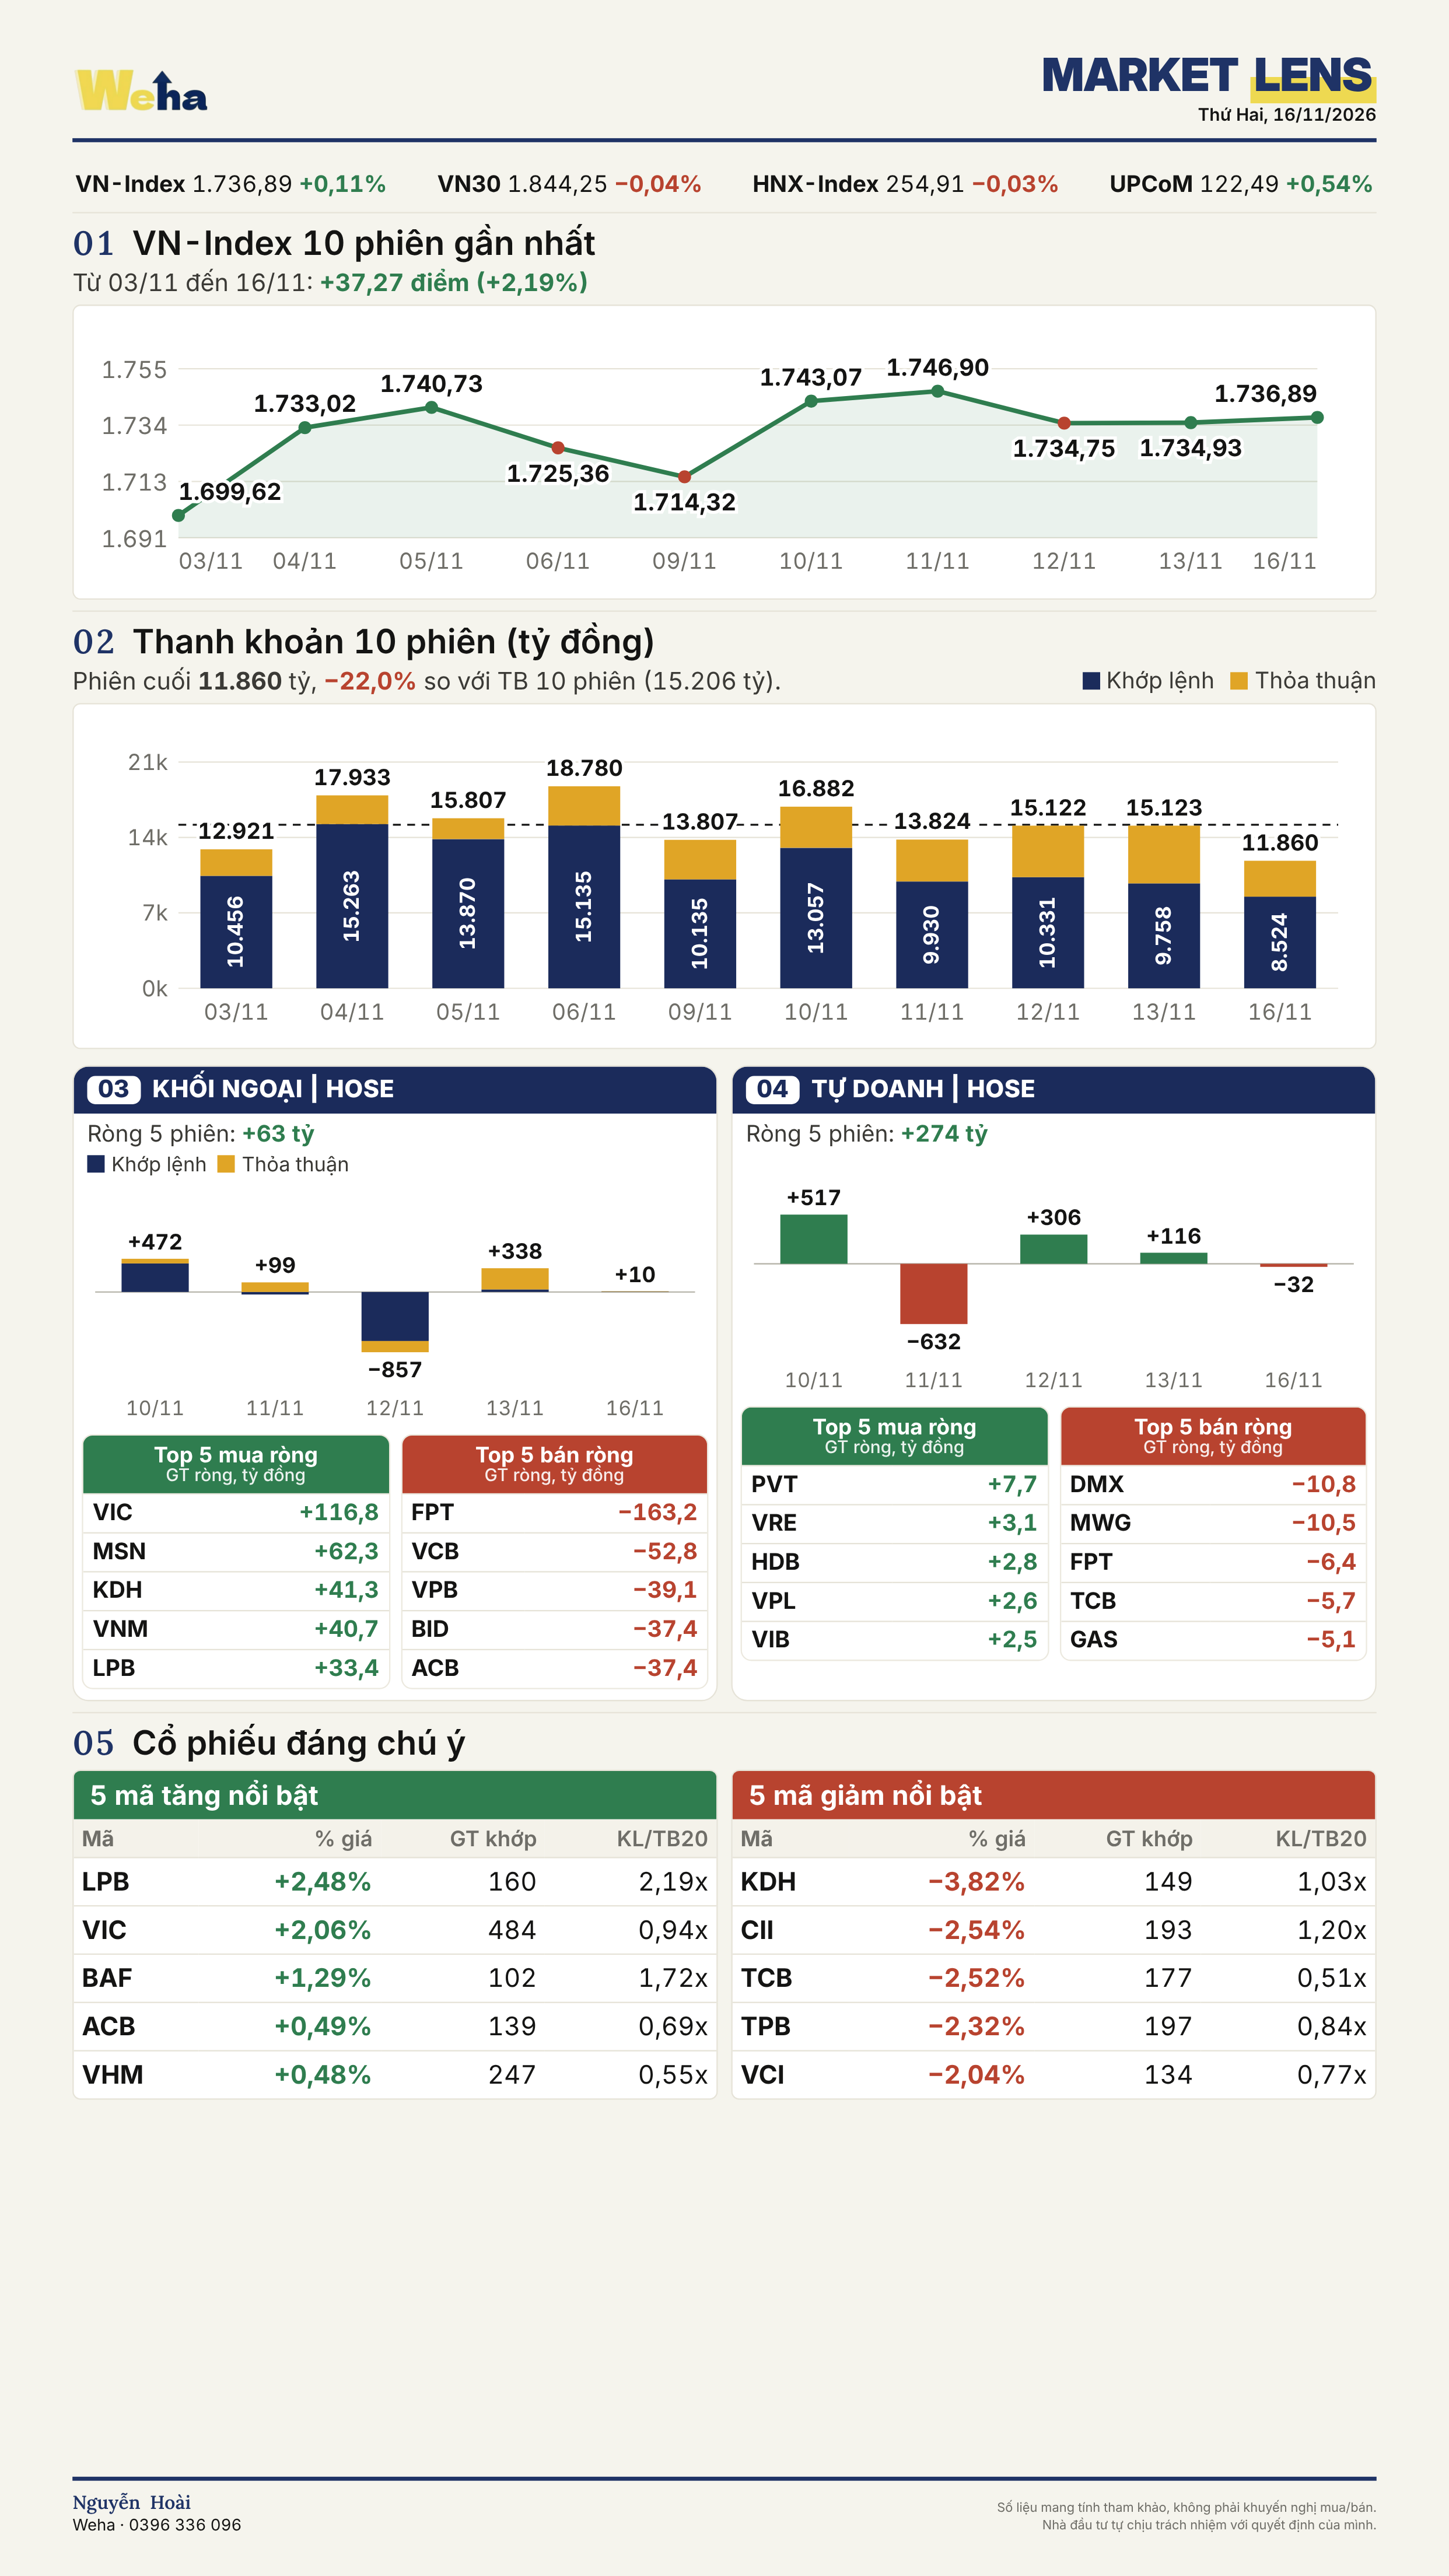 Weha
MARKET LENS
Thứ Hai, 16/11/2026
VN-Index 1.736,89 +0,11% VN30 1.844,25 −0,04% HNX-Index 254,91 −0,03% UPCoM 122,49 +0,54%
01 VN-Index 10 phiên gần nhất
Từ 03/11 đến 16/11: +37,27 điểm (+2,19%)
1.755
1.734
1.713
1.691
1.699,62 1.733,02 1.740,73 1.725,36 1.714,32 1.743,07 1.746,90 1.734,75 1.734,93 1.736,89
03/11 04/11 05/11 06/11 09/11 10/11 11/11 12/11 13/11 16/11
02 Thanh khoản 10 phiên (tỷ đồng)
Phiên cuối 11.860 tỷ, −22,0% so với TB 10 phiên (15.206 tỷ).
Khớp lệnh Thỏa thuận
21k
14k
7k
0k
12.921 17.933 15.807 18.780 13.807 16.882 13.824 15.122 15.123 11.860
10.456 15.263 13.870 15.135 10.135 13.057 9.930 10.331 9.758 8.524
03/11 04/11 05/11 06/11 09/11 10/11 11/11 12/11 13/11 16/11
03 KHỐI NGOẠI | HOSE
Ròng 5 phiên: +63 tỷ
Khớp lệnh Thỏa thuận
+472 +99 −857 +338 +10
10/11 11/11 12/11 13/11 16/11
Top 5 mua ròng
GT ròng, tỷ đồng
VIC +116,8
MSN +62,3
KDH +41,3
VNM +40,7
LPB +33,4
Top 5 bán ròng
GT ròng, tỷ đồng
FPT −163,2
VCB −52,8
VPB −39,1
BID −37,4
ACB −37,4
04 TỰ DOANH | HOSE
Ròng 5 phiên: +274 tỷ
+517 −632 +306 +116 −32
10/11 11/11 12/11 13/11 16/11
Top 5 mua ròng
GT ròng, tỷ đồng
PVT +7,7
VRE +3,1
HDB +2,8
VPL +2,6
VIB +2,5
Top 5 bán ròng
GT ròng, tỷ đồng
DMX −10,8
MWG −10,5
FPT −6,4
TCB −5,7
GAS −5,1
05 Cổ phiếu đáng chú ý
5 mã tăng nổi bật
Mã % giá GT khớp KL/TB20
LPB +2,48% 160 2,19x
VIC +2,06% 484 0,94x
BAF +1,29% 102 1,72x
ACB +0,49% 139 0,69x
VHM +0,48% 247 0,55x
5 mã giảm nổi bật
Mã % giá GT khớp KL/TB20
KDH −3,82% 149 1,03x
CII −2,54% 193 1,20x
TCB −2,52% 177 0,51x
TPB −2,32% 197 0,84x
VCI −2,04% 134 0,77x
Nguyễn Hoài
Weha · 0396 336 096
Số liệu mang tính tham khảo, không phải khuyến nghị mua/bán.
Nhà đầu tư tự chịu trách nhiệm với quyết định của mình.